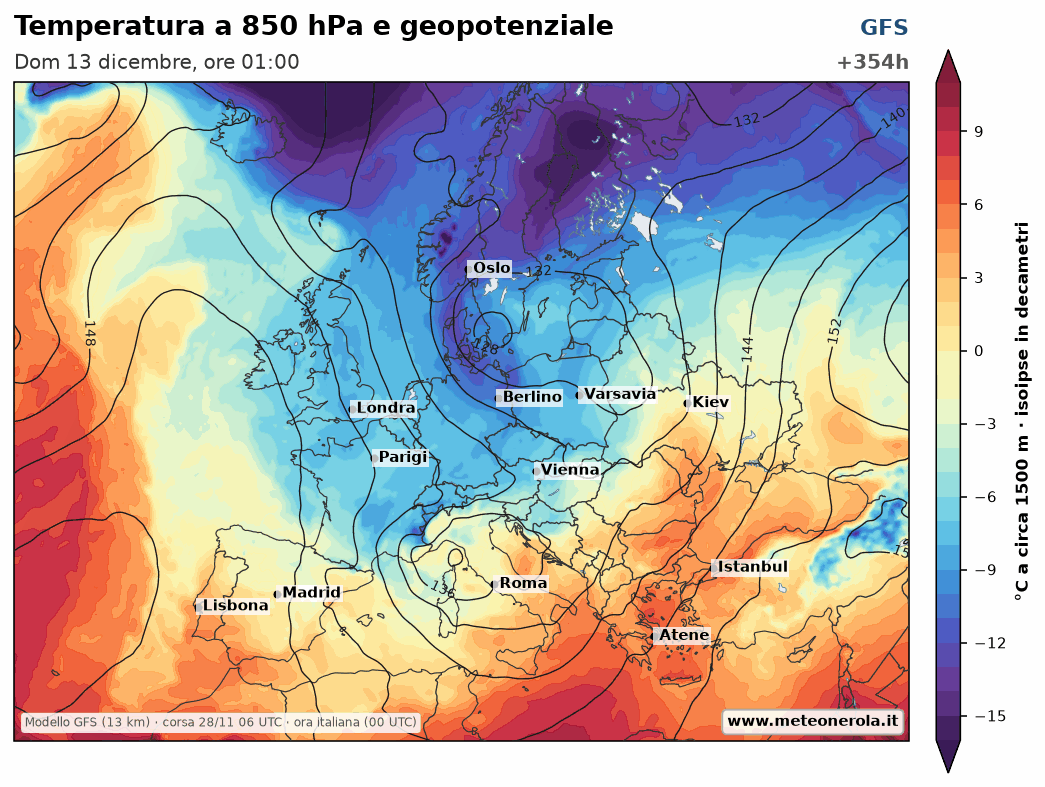 Temperatura a 850 hPa e geopotenziale
GFS
Dom 13 dicembre, ore 01:00
+354h
132
140
9
6
Oslo
132
148
152
144
3
128
0
Berlino
Varsavia
Kiev
Londra
−3
Parigi
Vienna
−6
15
Istanbul
−9
Roma
136
Madrid
Lisbona
Atene
−12
−15
°C a circa 1500 m · isoipse in decametri
Modello GFS (13 km) · corsa 28/11 06 UTC · ora italiana (00 UTC)
www.meteonerola.it